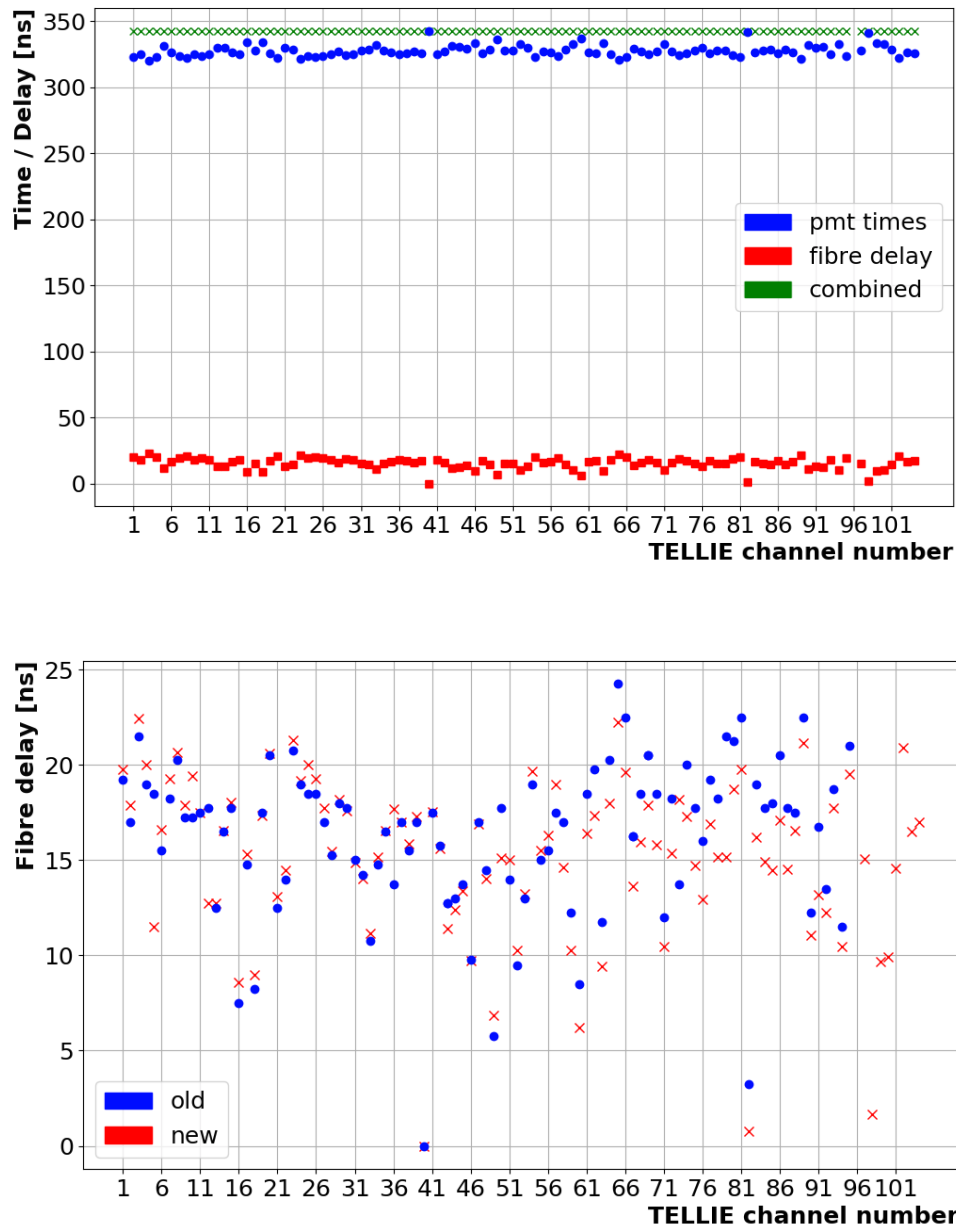 350
300
250
200
150
100
50
0
Time / Delay [ns]
pmt times
fibre delay
combined
1 6 11 16 21 26 31 36 41 46 51 56 61 66 71 76 81 86 91 96 101
TELLIE channel number
25
20
15
10
5
0
Fibre delay [ns]
old
new
1 6 11 16 21 26 31 36 41 46 51 56 61 66 71 76 81 86 91 96 101
TELLIE channel number